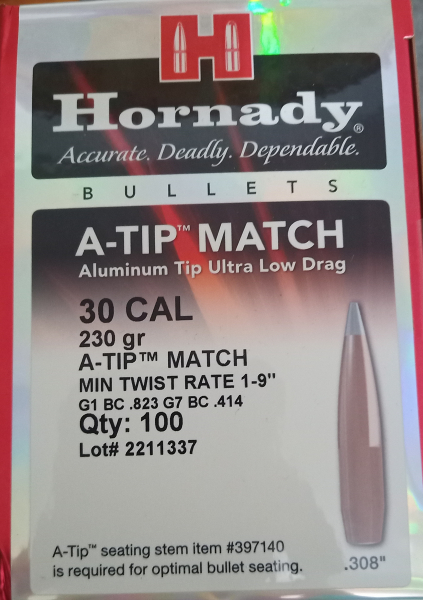 H
Hornady®
Accurate. Deadly. Dependable.
BULLETS
A-TIP™ MATCH
Aluminum Tip Ultra Low Drag
30 CAL
230 gr
A-TIP™ MATCH
MIN TWIST RATE 1-9"
G1 BC .823 G7 BC .414
Qty: 100
Lot# 2211337
A-Tip™ seating stem item #397140
is required for optimal bullet seating.
.308"